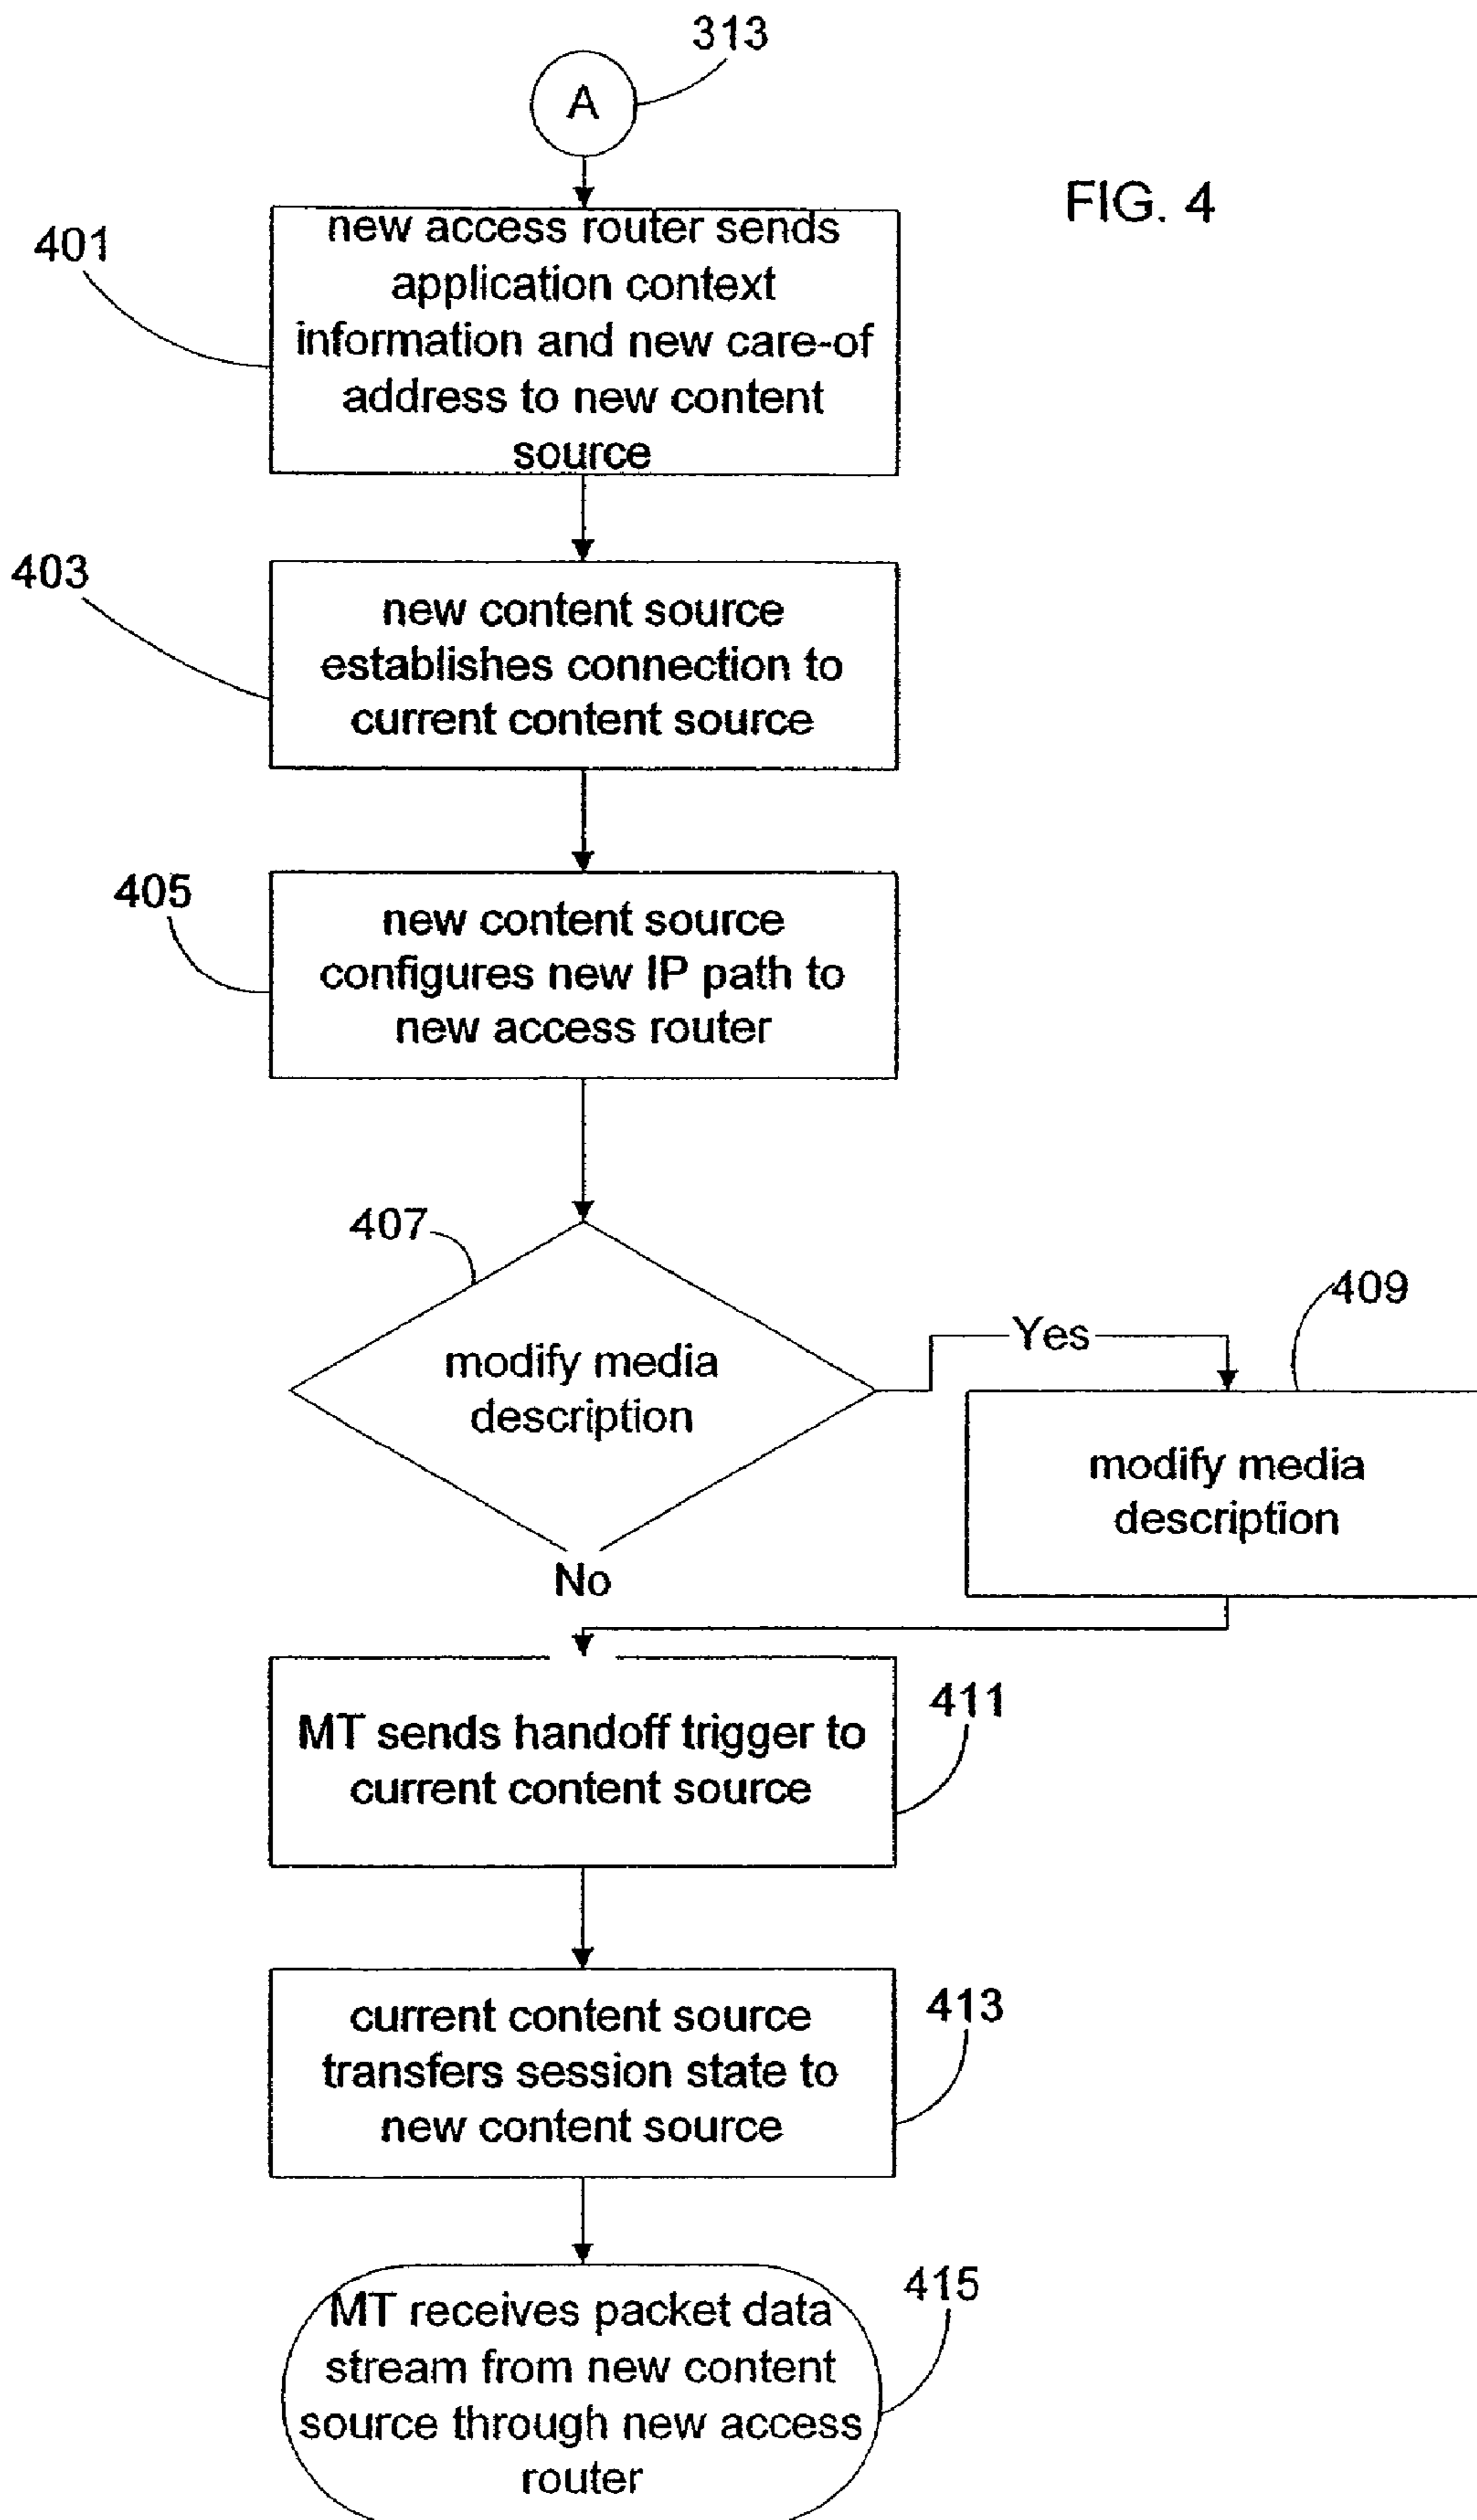 313
A
FIG. 4
401
new access router sends
application context
information and new care-of
address to new content
source
403
new content source
establishes connection to
current content source
405
new content source
configures new IP path to
new access router
407
modify media
description
Yes
409
modify media
description
No
411
MT sends handoff trigger to
current content source
413
current content source
transfers session state to
new content source
415
MT receives packet data
stream from new content
source through new access
router